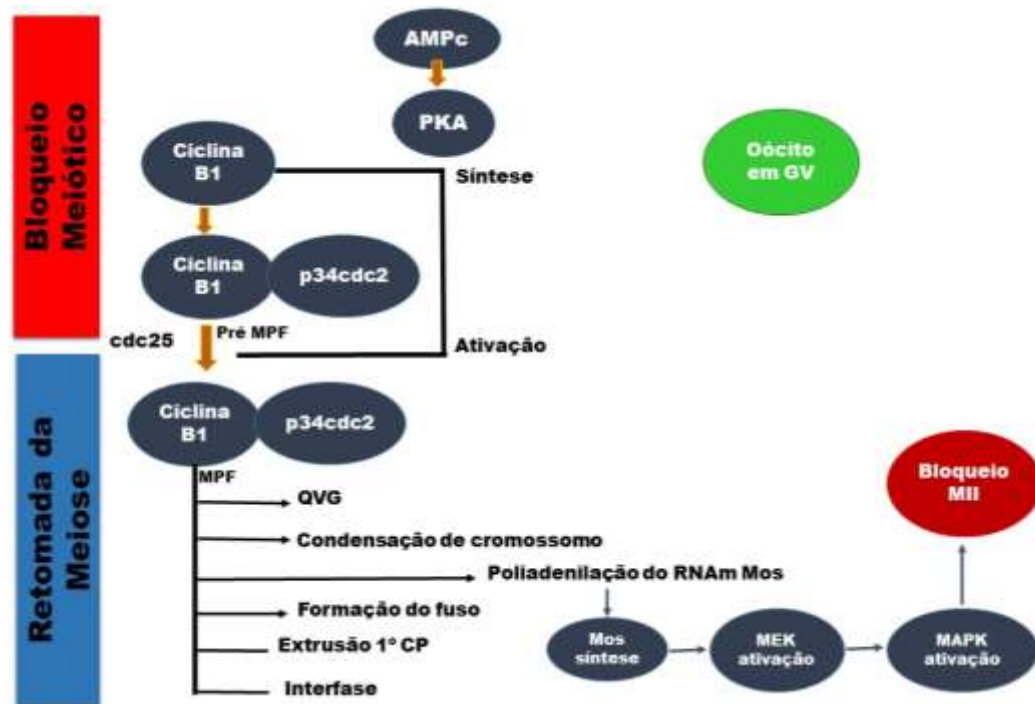 Bloqueio
Meiótico
AMPc
PKA
Ciclina
B1
Síntese
Oócito
em GV
Ciclina
B1
p34cdc2
cdc25
Pré MPF
Ativação
Retomada da
Meiose
Ciclina
B1
p34cdc2
MPF
QVG
Condensação de cromossomo
Poliadenilação do RNAm Mos
Formação do fuso
Extrusão 1º CP
Interfase
Mos
síntese
MEK
ativação
MAPK
ativação
Bloqueio
MII